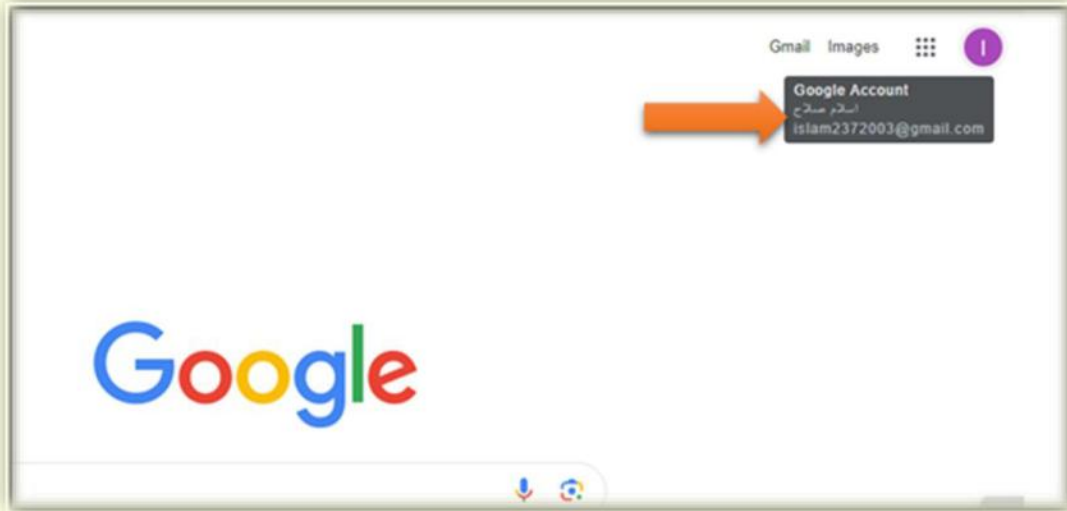 Gmail Images
I
Google Account
اسلام صلاح
islam2372003@gmail.com
Google